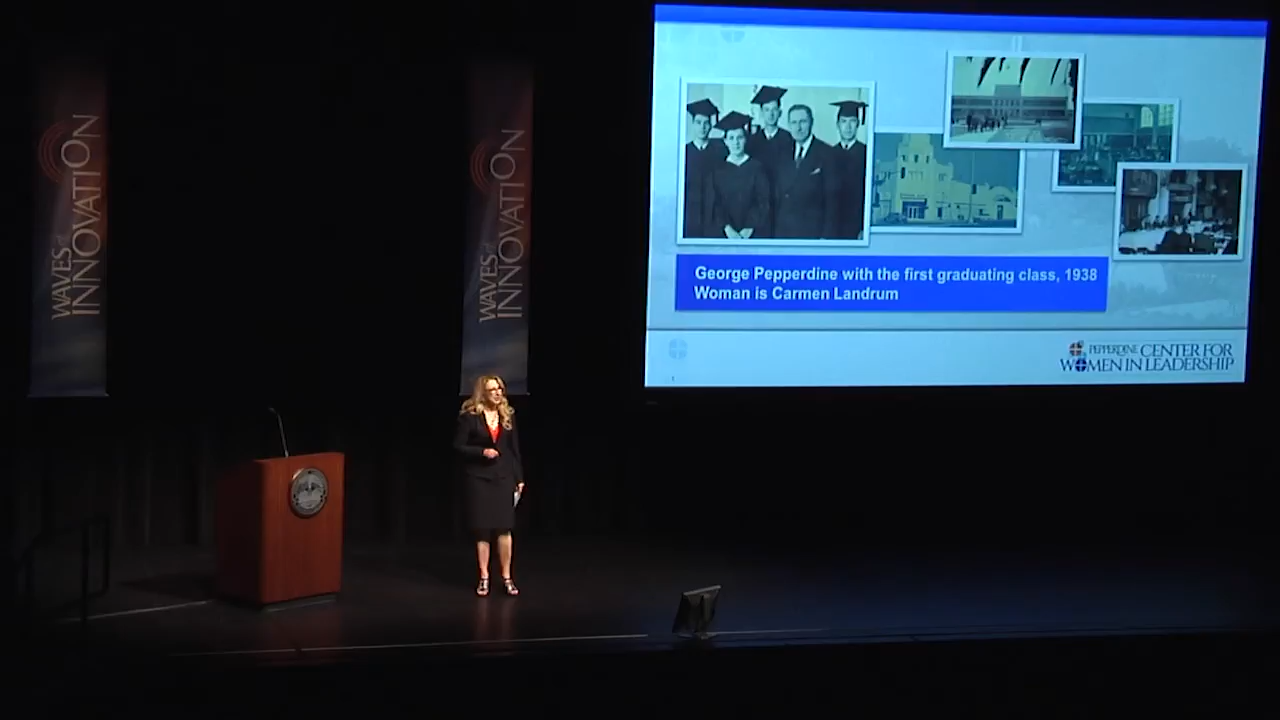 WAVES of
INNOVATION
WAVES of
INNOVATION
George Pepperdine with the first graduating class, 1938
Woman is Carmen Landrum
PEPPERDINE CENTER FOR
WOMEN IN LEADERSHIP